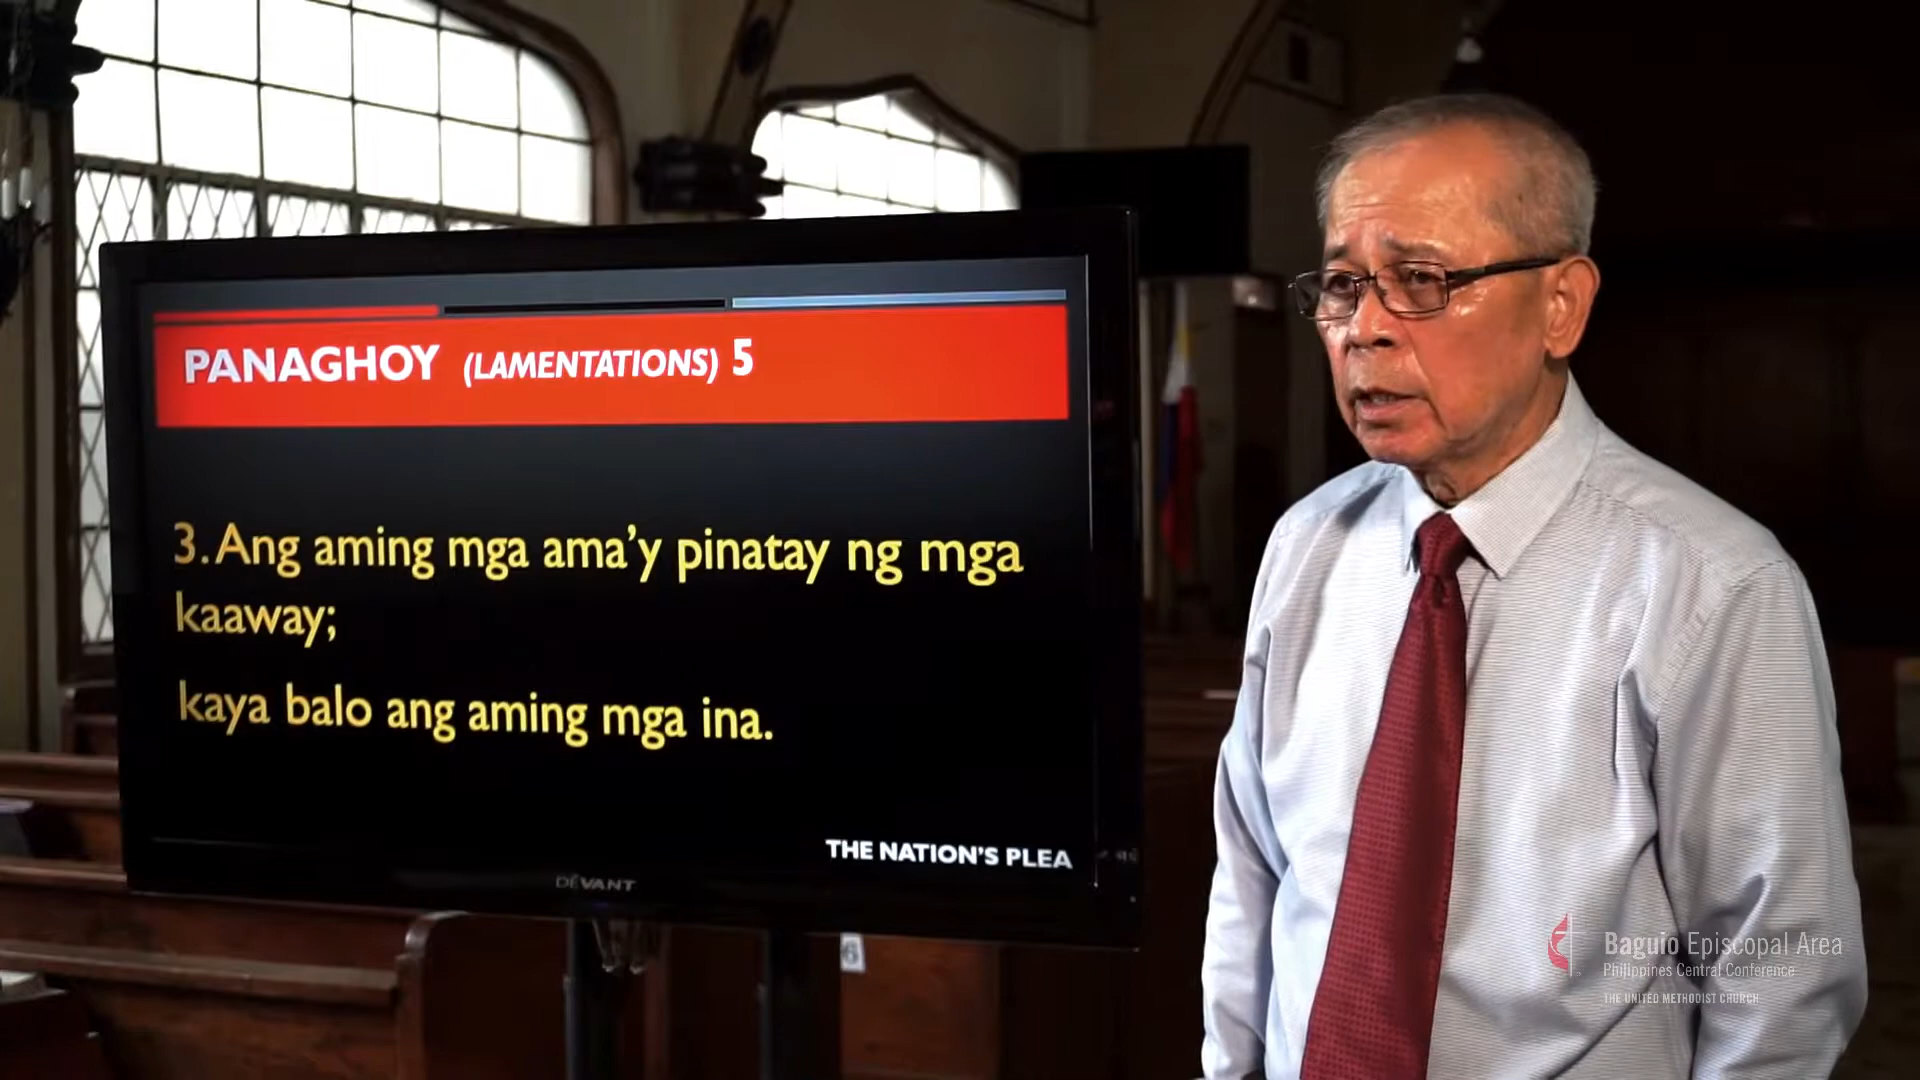 PANAGHOY (LAMENTATIONS) 5
3. Ang aming mga ama’y pinatay ng mga
kaaway;
kaya balo ang aming mga ina.
THE NATION'S PLEA
DEVANT
6
Baguio Episcopal Area
Philippines Central Conference
THE UNITED METHODIST CHURCH